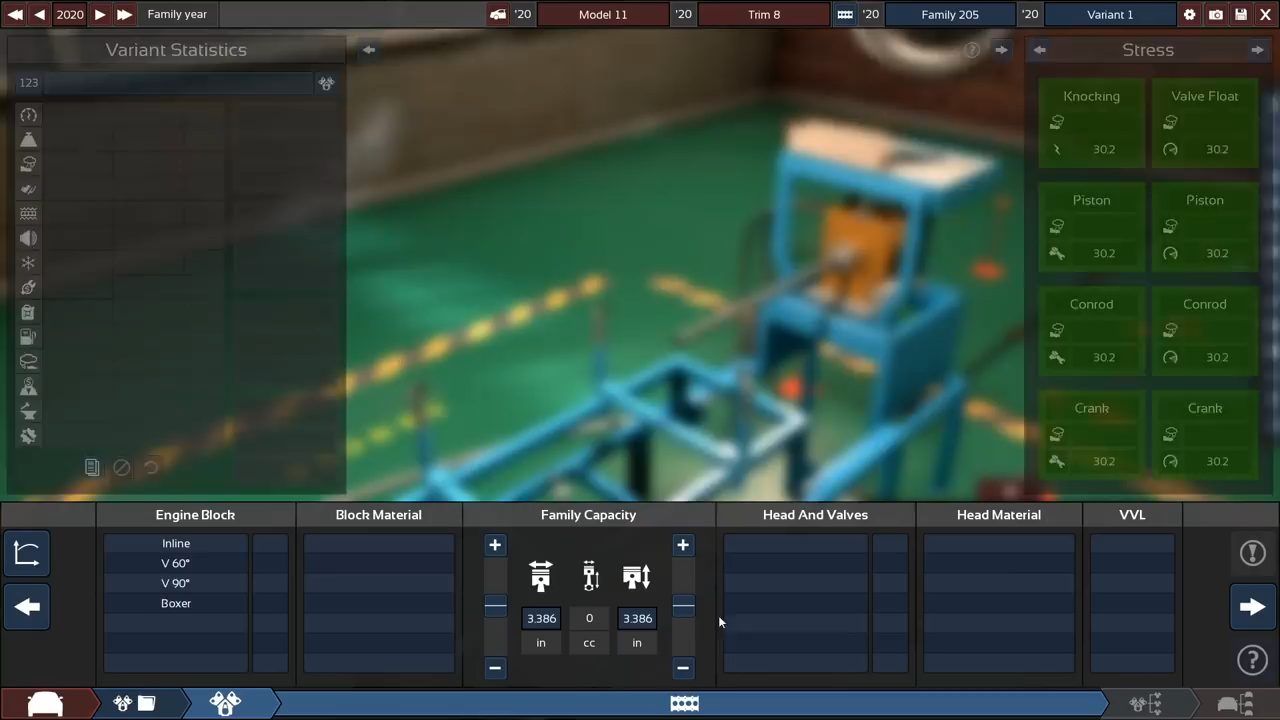 2020 Family year '20 Model 11 '20 Trim 8 '20 Family 205 '20 Variant 1
Variant Statistics
123
Stress
Knocking Valve Float
30.2 30.2
Piston Piston
30.2 30.2
Conrod Conrod
30.2 30.2
Crank Crank
30.2 30.2
Engine Block Block Material Family Capacity Head And Valves Head Material VVL
Inline
V 60°
V 90°
Boxer
3.386 0 3.386
in cc in